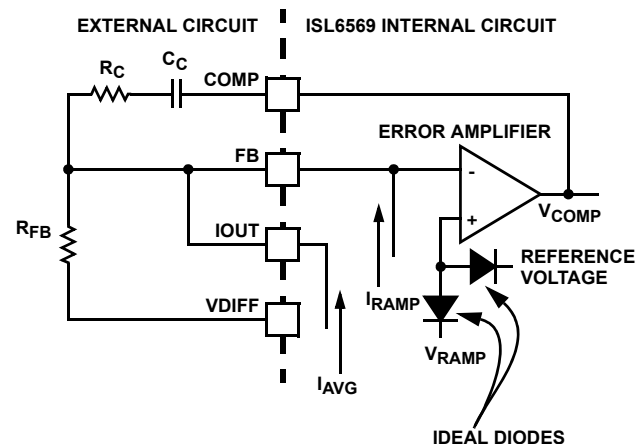 EXTERNAL CIRCUIT
ISL6569 INTERNAL CIRCUIT
RC
CC
COMP
ERROR AMPLIFIER
FB
-
+
VCOMP
RFB
IOUT
REFERENCE
VOLTAGE
IRAMP
VDIFF
VRAMP
IAVG
IDEAL DIODES